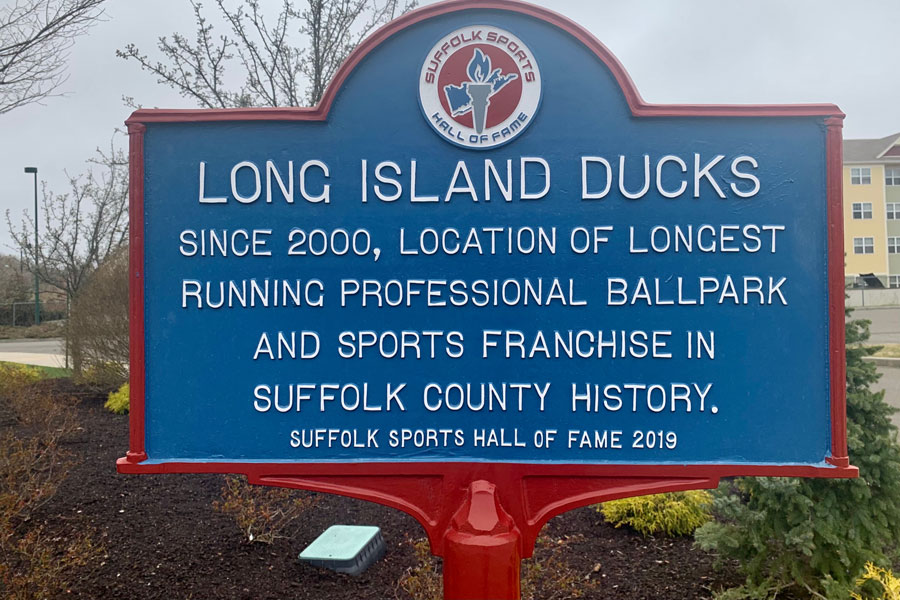 SUFFOLK SPORTS
HALL OF FAME
LONG ISLAND DUCKS
SINCE 2000, LOCATION OF LONGEST
RUNNING PROFESSIONAL BALLPARK
AND SPORTS FRANCHISE IN
SUFFOLK COUNTY HISTORY.
SUFFOLK SPORTS HALL OF FAME 2019